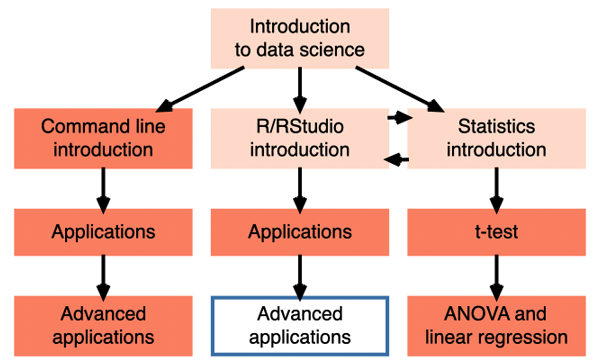 Introduction
to data science
Command line
introduction
R/RStudio
introduction
Statistics
introduction
Applications
Applications
t-test
Advanced
applications
Advanced
applications
ANOVA and
linear regression